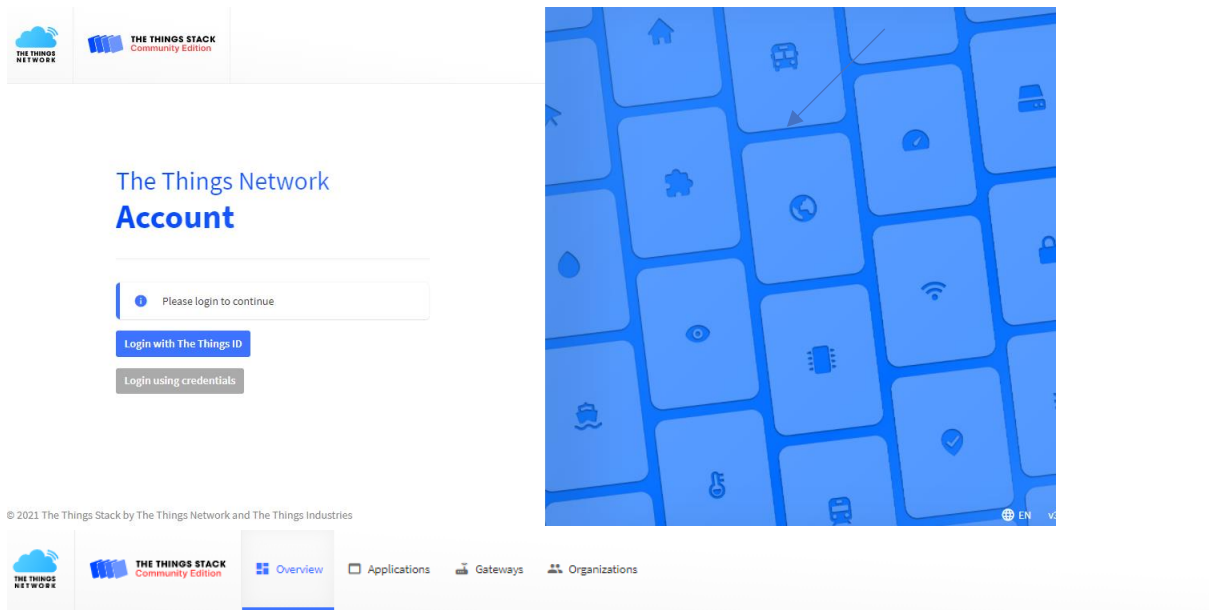 THE THINGS
NETWORK
THE THINGS STACK
Community Edition
The Things Network
Account
Please login to continue
Login with The Things ID
Login using credentials
© 2021 The Things Stack by The Things Network and The Things Industries
EN
THE THINGS
NETWORK
THE THINGS STACK
Community Edition
Overview Applications Gateways Organizations